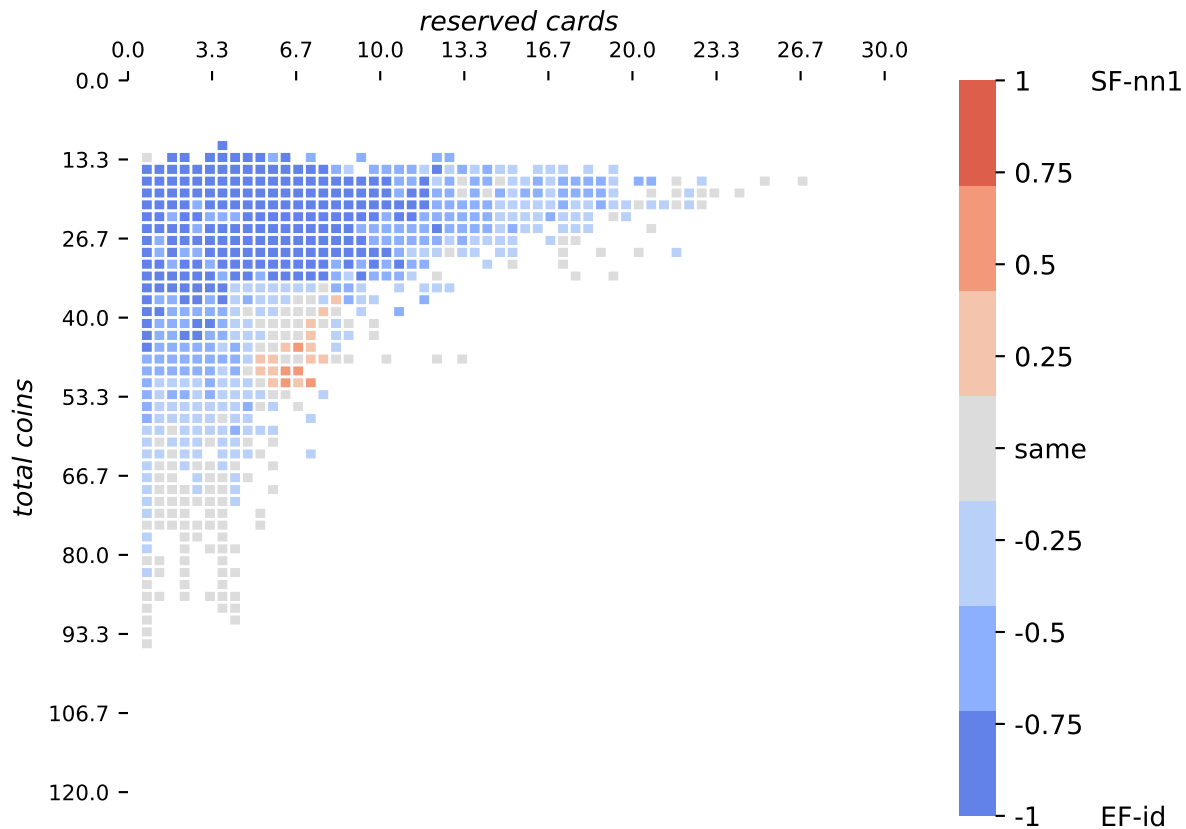 reserved cards
0.0 3.3 6.7 10.0 13.3 16.7 20.0 23.3 26.7 30.0
total coins
0.0
13.3
26.7
40.0
53.3
66.7
80.0
93.3
106.7
120.0
1 SF-nn1
0.75
0.5
0.25
same
-0.25
-0.5
-0.75
-1 EF-id